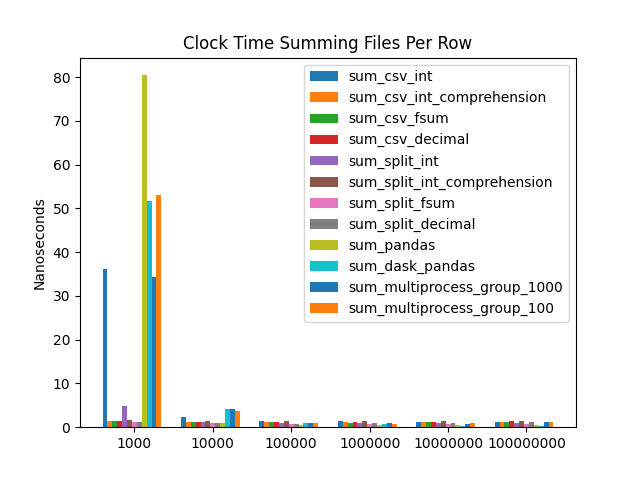 Clock Time Summing Files Per Row
Nanoseconds
80
70
60
50
40
30
20
10
0
sum_csv_int
sum_csv_int_comprehension
sum_csv_fsum
sum_csv_decimal
sum_split_int
sum_split_int_comprehension
sum_split_fsum
sum_split_decimal
sum_pandas
sum_dask_pandas
sum_multiprocess_group_1000
sum_multiprocess_group_100
1000 10000 100000 1000000 10000000 100000000